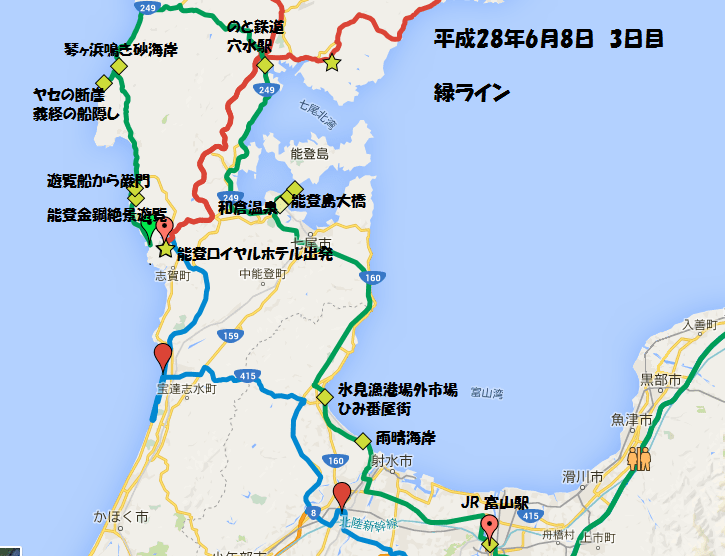 249
のと鉄道
穴水駅
平成28年6月8日 3日目
緑ライン
琴ヶ浜鳴き砂海岸
ヤセの断崖
義経の船隠し
249
七尾北湾
能登島
遊覧船から巌門
249
和倉温泉
能登島大橋
能登金剛絶景遊覧
七尾市
能登ロイヤルホテル出発
志賀町
中能登町
160
159
入善町
415
宝達志水町
氷見漁港場外市場
ひみ番屋街
富山湾
黒部市
魚津市
雨晴海岸
160
射水市
滑川市
かほく市
8
北陸新幹線
JR 富山駅
415
舟橋村
上市町
小矢部市